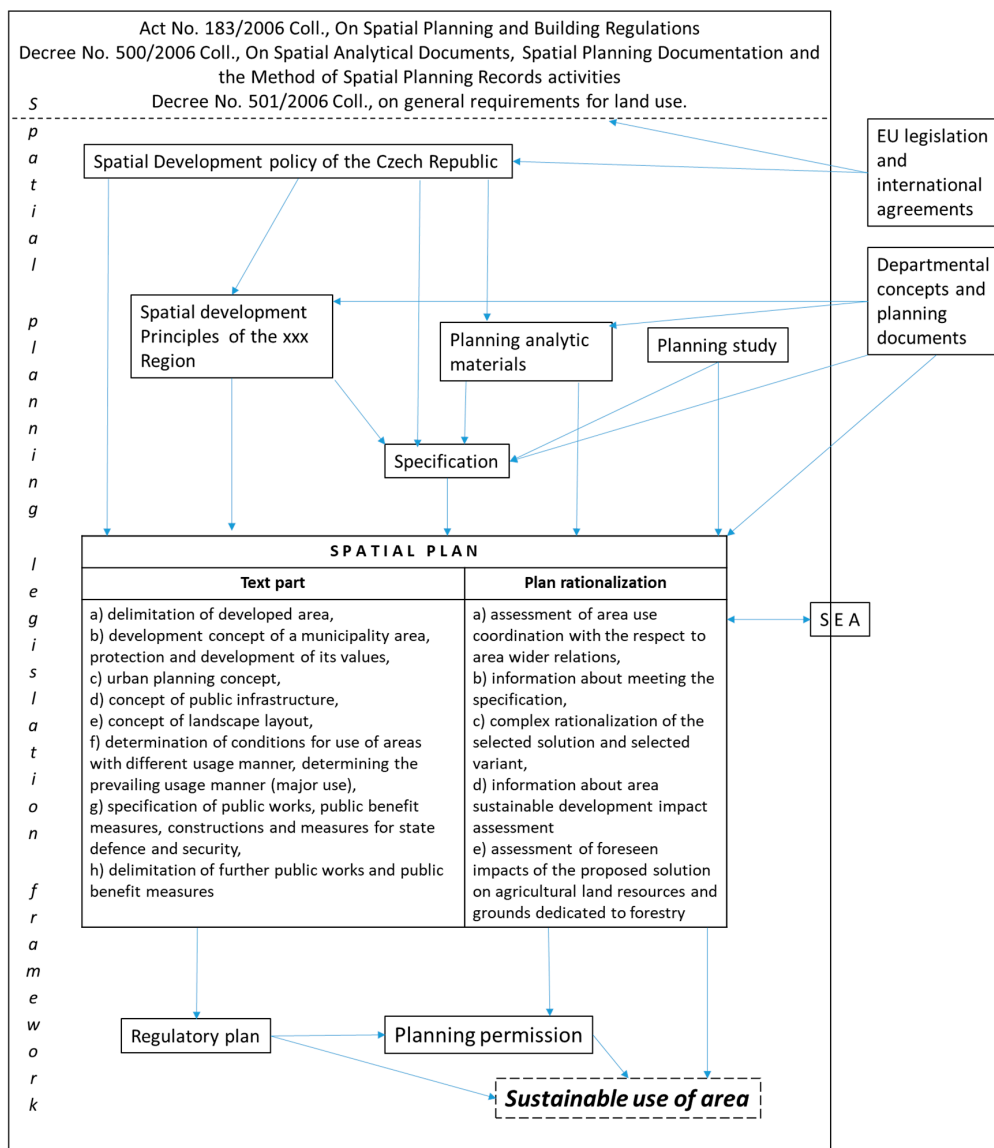 Act No. 183/2006 Coll., On Spatial Planning and Building Regulations
Decree No. 500/2006 Coll., On Spatial Analytical Documents, Spatial Planning Documentation and
the Method of Spatial Planning Records activities
Decree No. 501/2006 Coll., on general requirements for land use.
Spatial planning legislation framework
EU legislation
and
international
agreements
Spatial Development policy of the Czech Republic
Departmental
concepts and
planning
documents
Spatial development
Principles of the xxx
Region
Planning analytic
materials
Planning study
Specification
SPATIAL PLAN
Text part
a) delimitation of developed area,
b) development concept of a municipality area,
protection and development of its values,
c) urban planning concept,
d) concept of public infrastructure,
e) concept of landscape layout,
f) determination of conditions for use of areas
with different usage manner, determining the
prevailing usage manner (major use),
g) specification of public works, public benefit
measures, constructions and measures for state
defence and security,
h) delimitation of further public works and public
benefit measures
Plan rationalization
a) assessment of area use
coordination with the respect to
area wider relations,
b) information about meeting the
specification,
c) complex rationalization of the
selected solution and selected
variant,
d) information about area
sustainable development impact
assessment
e) assessment of foreseen
impacts of the proposed solution
on agricultural land resources and
grounds dedicated to forestry
SEA
Regulatory plan
Planning permission
Sustainable use of area